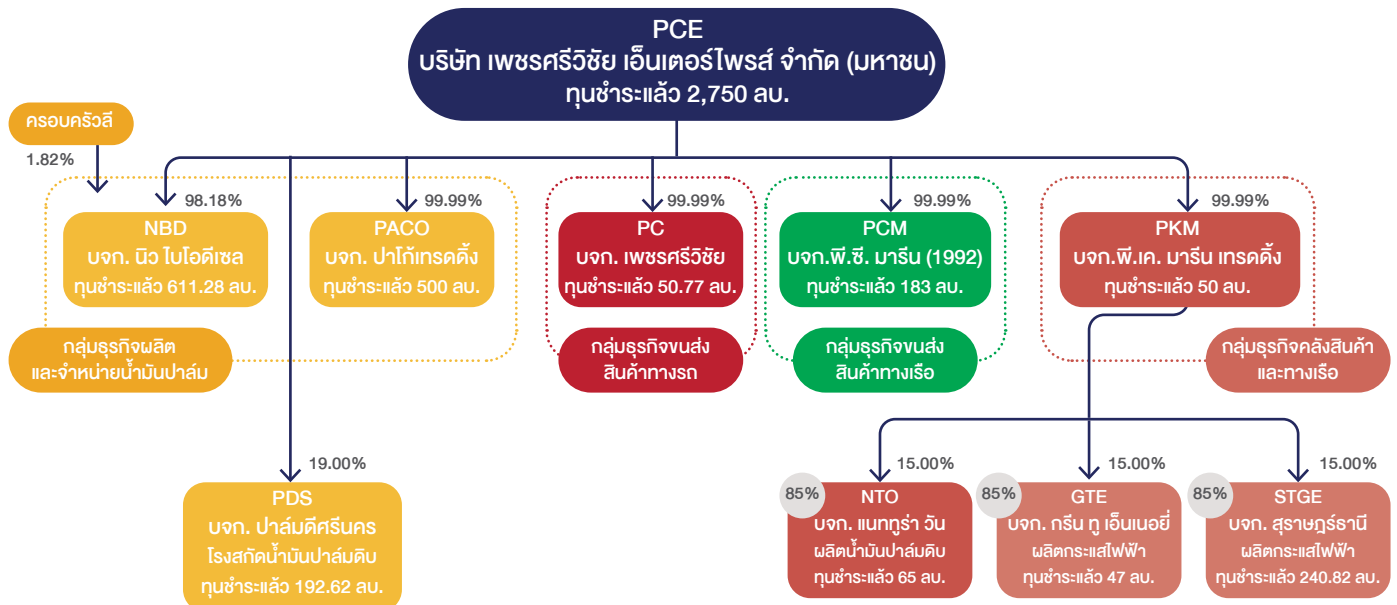 PCE
บริษัท เพชรศรีวิชัย เอ็นเตอร์ไพรส์ จำกัด (มหาชน)
ทุนชำระแล้ว 2,750 ลบ.
ครอบครัวลี
1.82%
98.18%
NBD
บจก. นิว ไบโอดีเซล
ทุนชำระแล้ว 611.28 ลบ.
99.99%
PACO
บจก. ปาโก้เทรดดิ้ง
ทุนชำระแล้ว 500 ลบ.
99.99%
PC
บจก. เพชรศรีวิชัย
ทุนชำระแล้ว 50.77 ลบ.
99.99%
PCM
บจก.พี.ซี. มารีน (1992)
ทุนชำระแล้ว 183 ลบ.
99.99%
PKM
บจก.พี.เค. มารีน เทรดดิ้ง
ทุนชำระแล้ว 50 ลบ.
กลุ่มธุรกิจผลิต
และจำหน่ายน้ำมันปาล์ม
กลุ่มธุรกิจขนส่ง
สินค้าทางรถ
กลุ่มธุรกิจขนส่ง
สินค้าทางเรือ
กลุ่มธุรกิจคลังสินค้า
และทางเรือ
19.00%
PDS
บจก. ปาล์มดีศรีนคร
โรงสกัดน้ำมันปาล์มดิบ
ทุนชำระแล้ว 192.62 ลบ.
15.00%
85%
NTO
บจก. แนททูร่า วัน
ผลิตน้ำมันปาล์มดิบ
ทุนชำระแล้ว 65 ลบ.
15.00%
85%
GTE
บจก. กรีน ทู เอ็นเนอยี่
ผลิตกระแสไฟฟ้า
ทุนชำระแล้ว 47 ลบ.
15.00%
85%
STGE
บจก. สุราษฎร์ธานี
ผลิตกระแสไฟฟ้า
ทุนชำระแล้ว 240.82 ลบ.